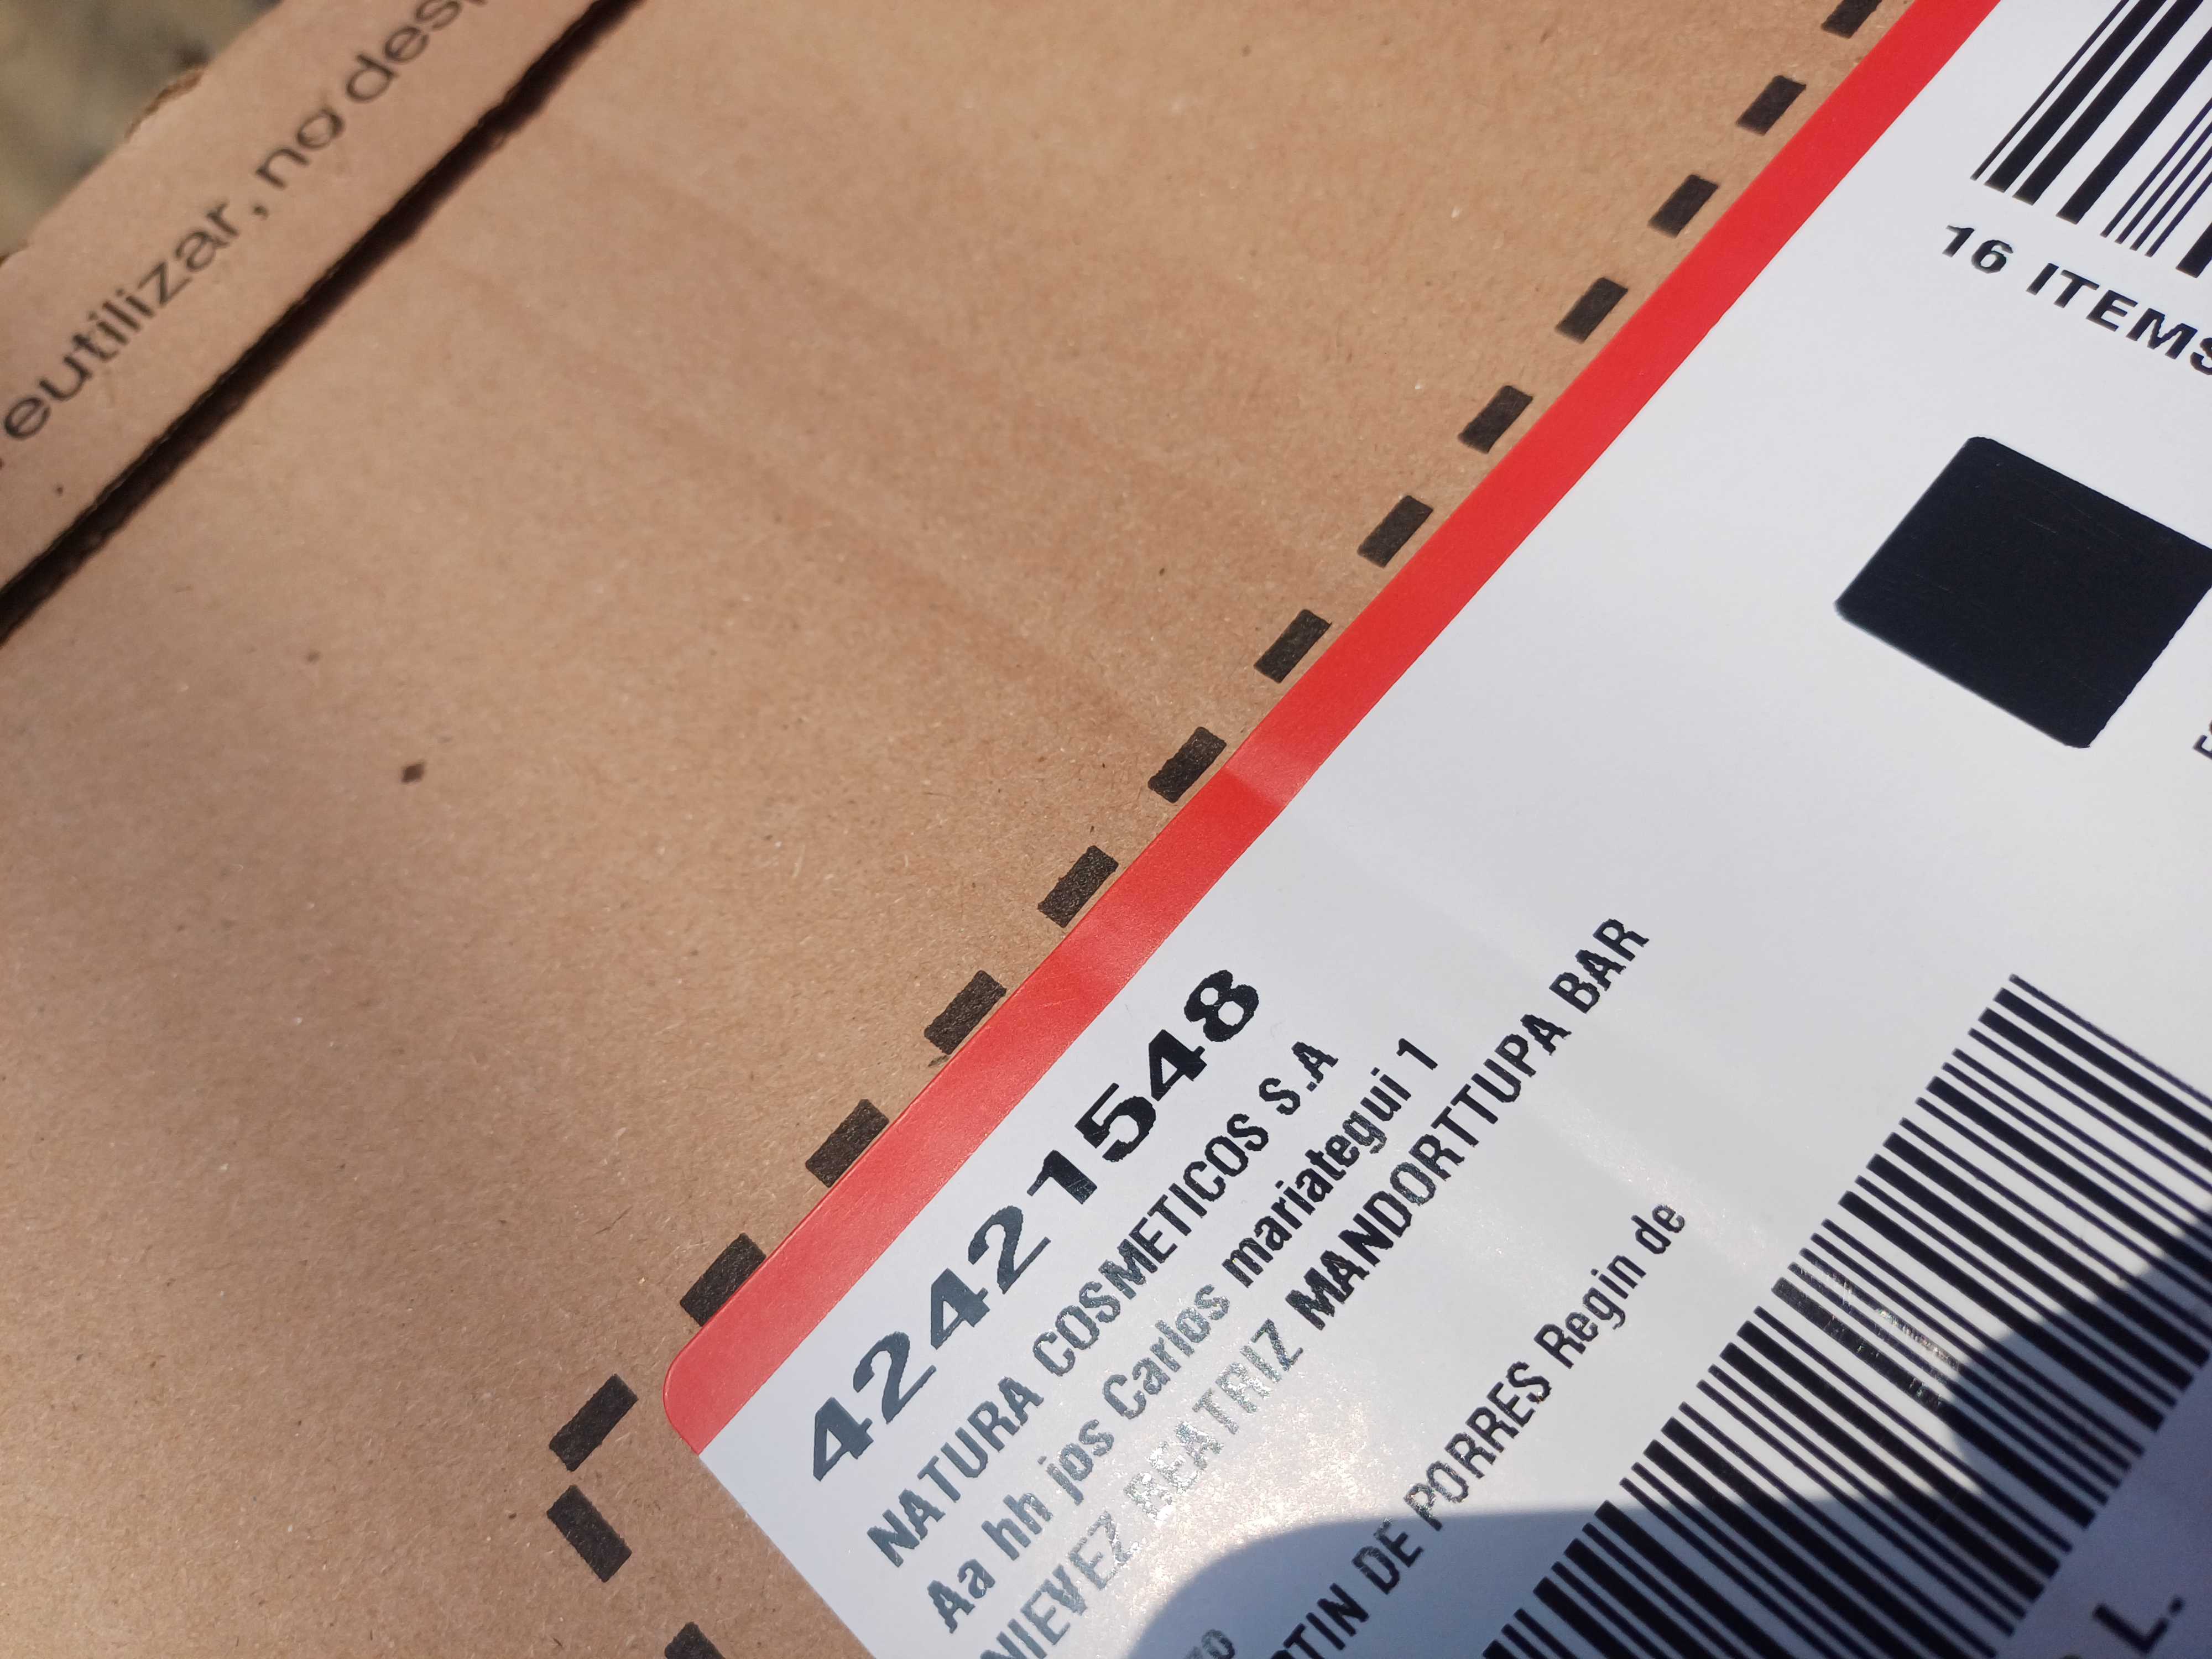 eutilizar, no des
16 ITEMS
42421548
NATURA COSMETICOS S.A
Aa hh jos Carlos mariategui 1
NIEVEZ BEATRIZ MANDORTTUPA BAR
TIN DE PORRES Regin de
L.